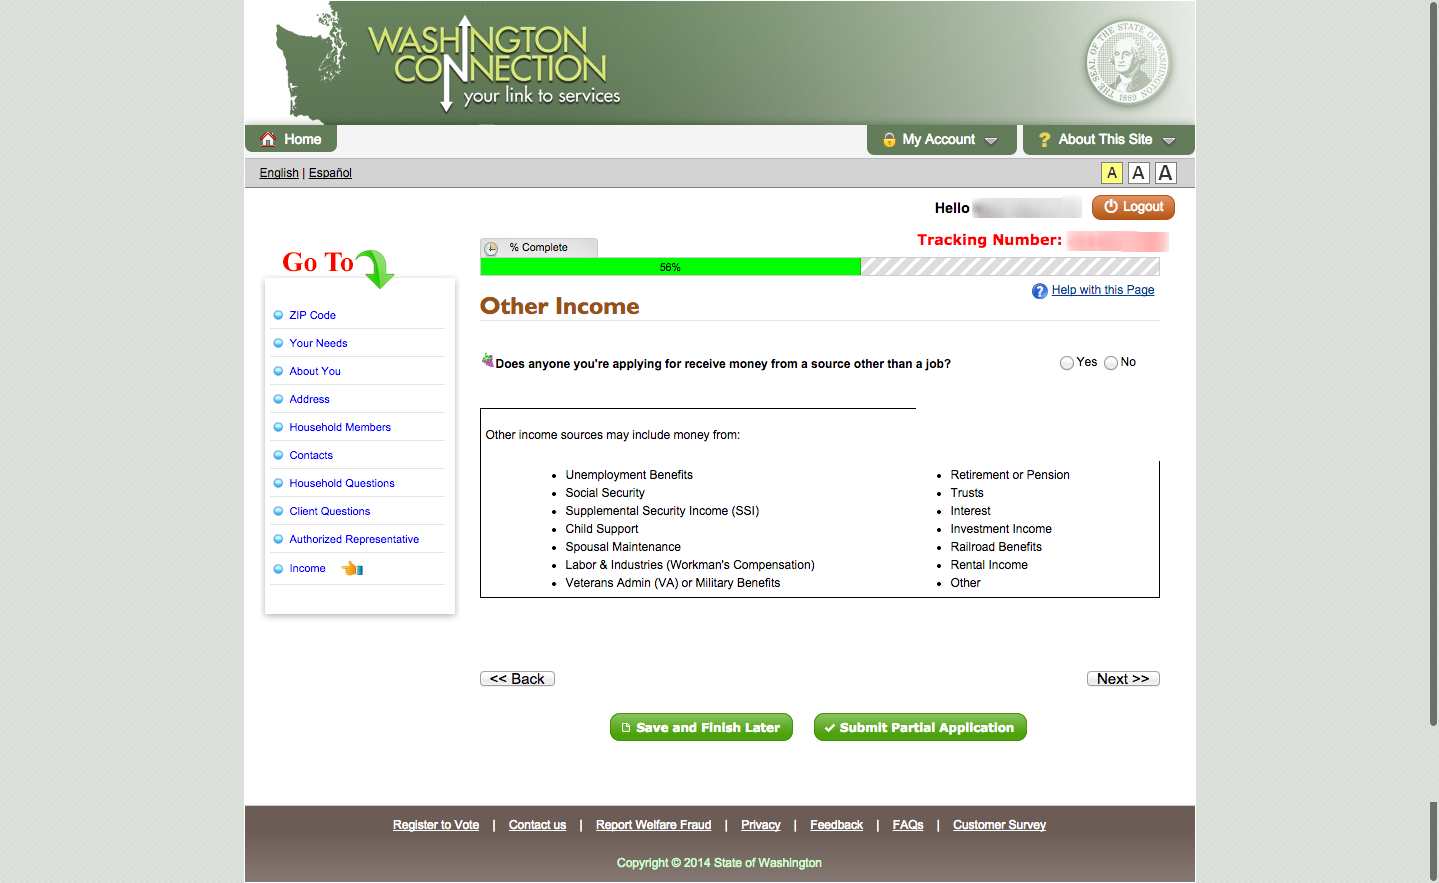 WASHINGTON
CONNECTION
your link to services
THE SEAL OF THE STATE OF WASHINGTON
1889
Home
My Account
? About This Site
English | Español
A A A
Hello
Logout
Tracking Number:
% Complete
56%
? Help with this Page
Go To
ZIP Code
Your Needs
About You
Address
Household Members
Contacts
Household Questions
Client Questions
Authorized Representative
Income
Other Income
Does anyone you're applying for receive money from a source other than a job?
Yes No
Other income sources may include money from:
• Unemployment Benefits
• Social Security
• Supplemental Security Income (SSI)
• Child Support
• Spousal Maintenance
• Labor & Industries (Workman's Compensation)
• Veterans Admin (VA) or Military Benefits
• Retirement or Pension
• Trusts
• Interest
• Investment Income
• Railroad Benefits
• Rental Income
• Other
<< Back
Next >>
Save and Finish Later
Submit Partial Application
Register to Vote | Contact us | Report Welfare Fraud | Privacy | Feedback | FAQs | Customer Survey
Copyright © 2014 State of Washington